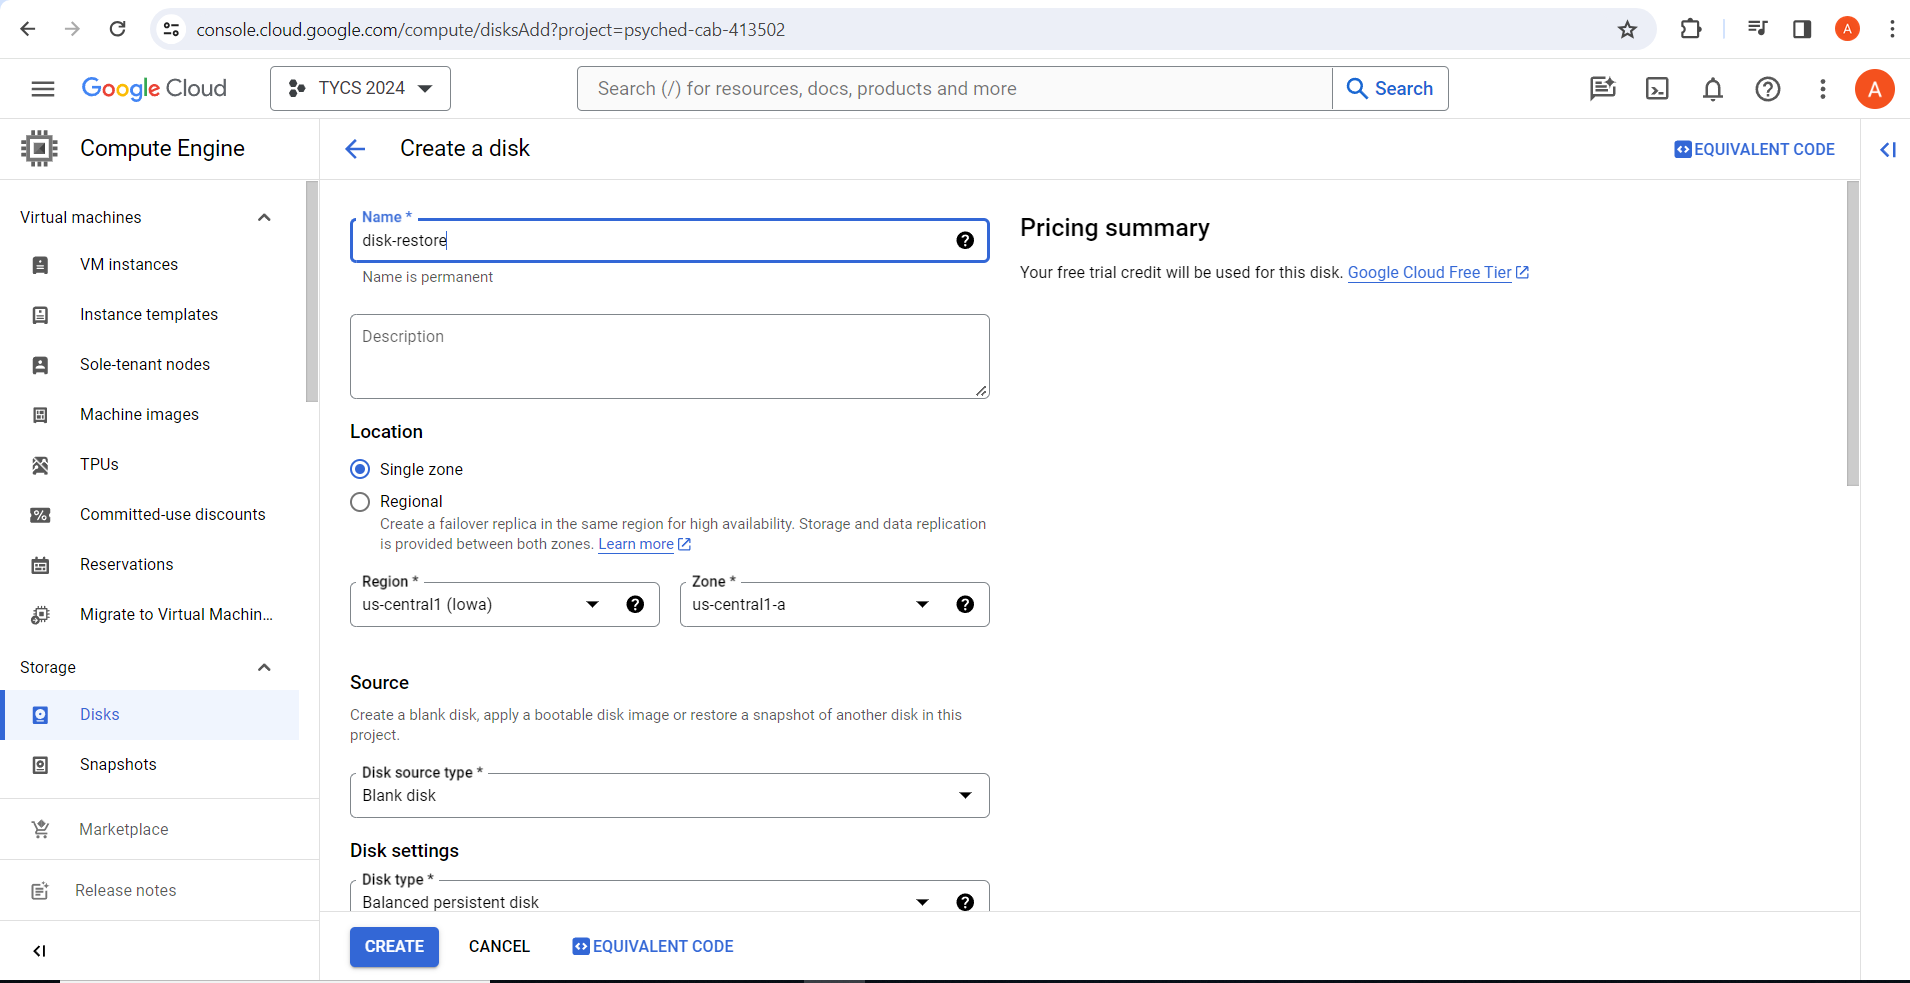 console.cloud.google.com/compute/disksAdd?project=psyched-cab-413502
A
Google Cloud
TYCS 2024
Search (/) for resources, docs, products and more
Search
A
Compute Engine
Create a disk
EQUIVALENT CODE
Virtual machines
VM instances
Instance templates
Sole-tenant nodes
Machine images
TPUs
Committed-use discounts
Reservations
Migrate to Virtual Machin...
Storage
Disks
Snapshots
Marketplace
Release notes
Name *
disk-restore
Name is permanent
Description
Location
Single zone
Regional
Create a failover replica in the same region for high availability. Storage and data replication
is provided between both zones. Learn more
Region *
us-central1 (Iowa)
Zone *
us-central1-a
Source
Create a blank disk, apply a bootable disk image or restore a snapshot of another disk in this
project.
Disk source type *
Blank disk
Disk settings
Disk type *
Balanced persistent disk
CREATE
CANCEL
EQUIVALENT CODE
Pricing summary
Your free trial credit will be used for this disk. Google Cloud Free Tier